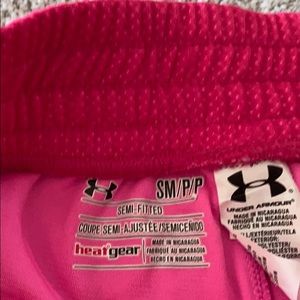 SM/P/P
SEMI-FITTED
COUPE SEMI-AJUSTÉE/SEMICEÑIDO
heatgear
MADE IN NICARAGUA
FABRIQUÉ AU NICARAGUA
HECHO EN NICARAGUA
UNDER ARMOUR
MADE IN NICARAGUA
FABRIQUÉ AU NICARAGUA
HECHO EN NICARAGUA